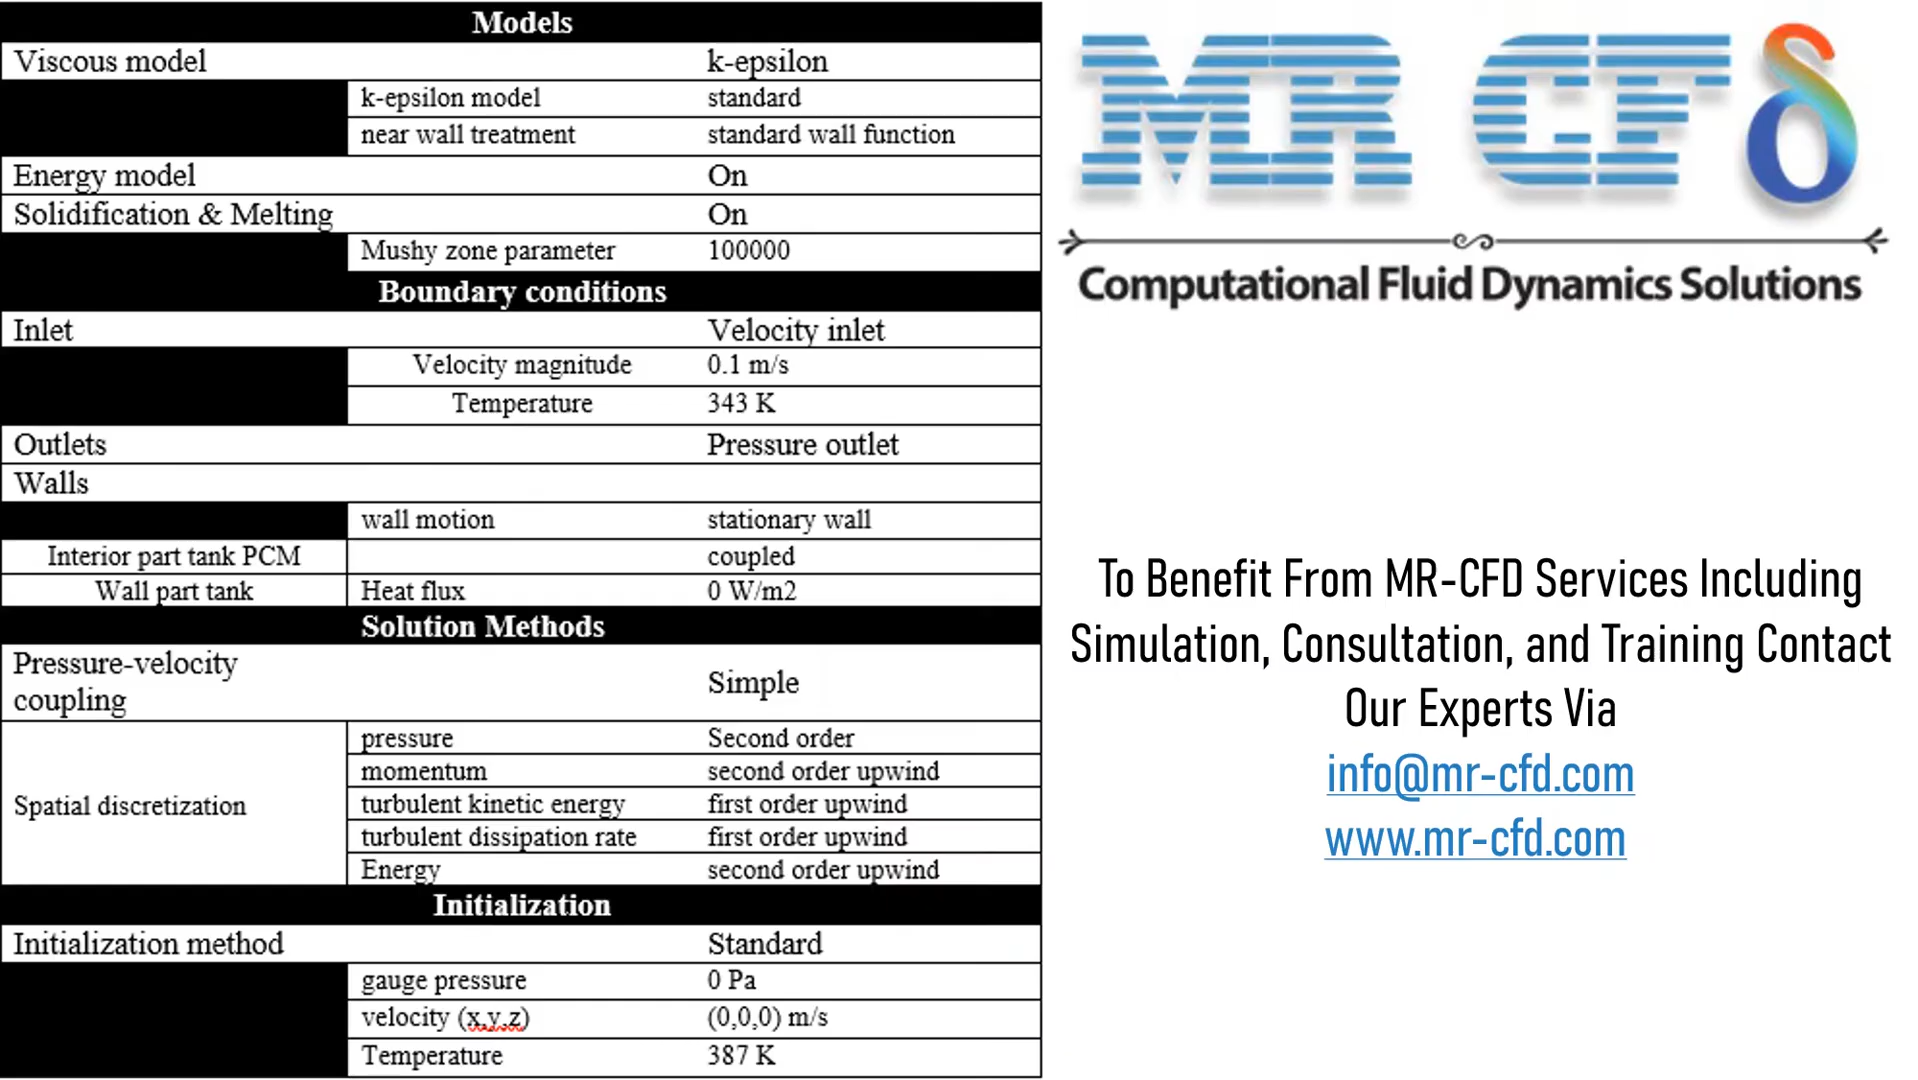 Models
Viscous model k-epsilon
k-epsilon model standard
near wall treatment standard wall function
Energy model On
Solidification & Melting On
Mushy zone parameter 100000
Boundary conditions
Inlet Velocity inlet
Velocity magnitude 0.1 m/s
Temperature 343 K
Outlets Pressure outlet
Walls
wall motion stationary wall
Interior part tank PCM coupled
Wall part tank Heat flux 0 W/m2
Solution Methods
Pressure-velocity
coupling Simple
Spatial discretization
pressure Second order
momentum second order upwind
turbulent kinetic energy first order upwind
turbulent dissipation rate first order upwind
Energy second order upwind
Initialization
Initialization method Standard
gauge pressure 0 Pa
velocity (x,y,z) (0,0,0) m/s
Temperature 387 K
MR CFδ
Computational Fluid Dynamics Solutions
To Benefit From MR-CFD Services Including
Simulation, Consultation, and Training Contact
Our Experts Via
info@mr-cfd.com
www.mr-cfd.com